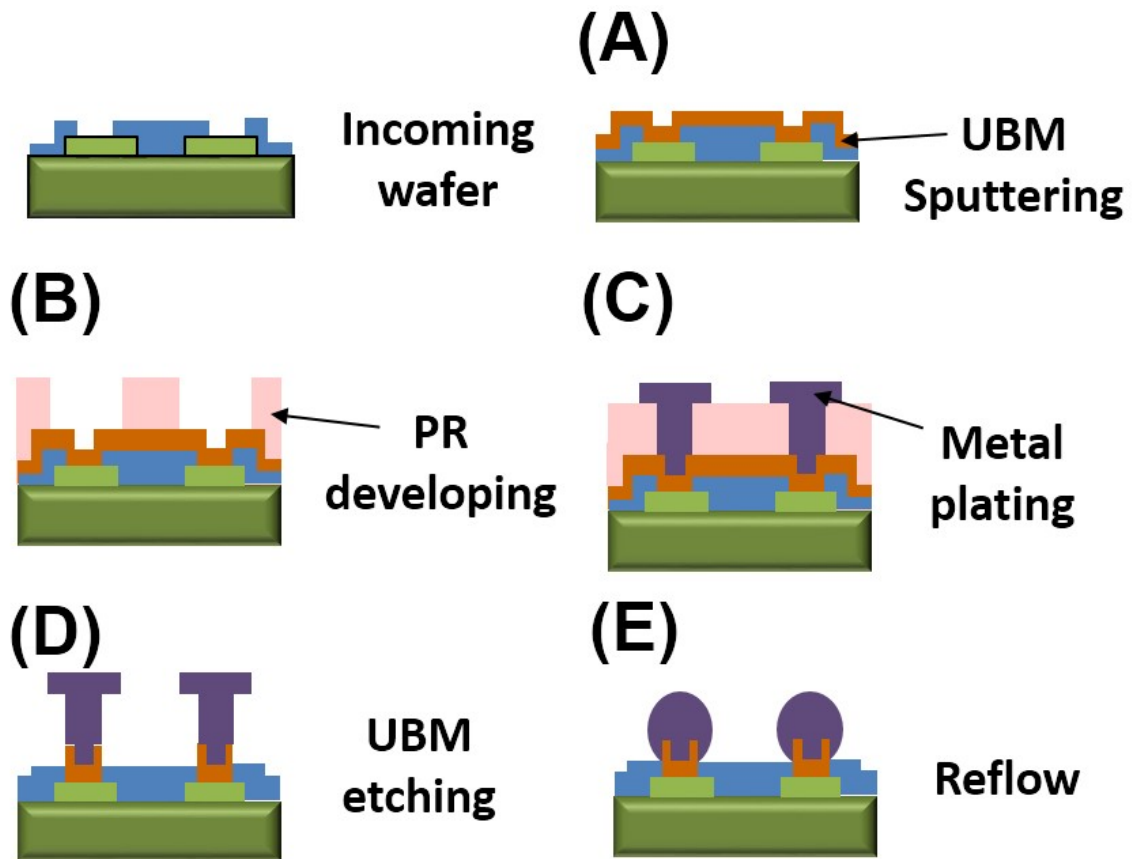 (A)
Incoming
wafer
UBM
Sputtering
(B)
(C)
PR
developing
Metal
plating
(D)
(E)
UBM
etching
Reflow